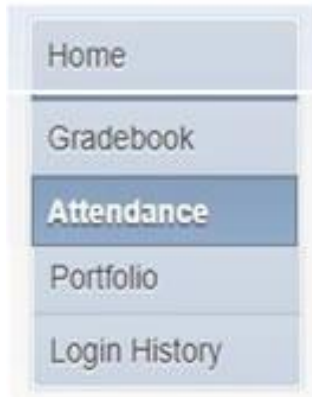 Home
Gradebook
Attendance
Portfolio
Login History